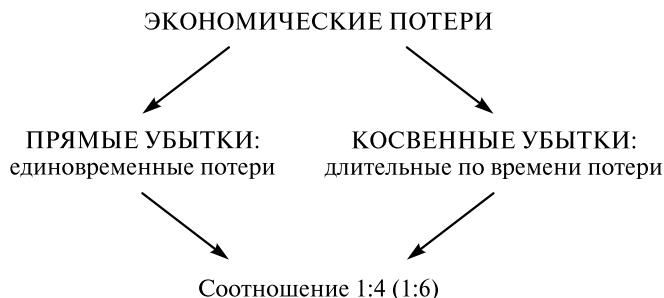 ЭКОНОМИЧЕСКИЕ ПОТЕРИ
ПРЯМЫЕ УБЫТКИ:
единовременные потери
КОСВЕННЫЕ УБЫТКИ:
длительные по времени потери
Соотношение 1:4 (1:6)